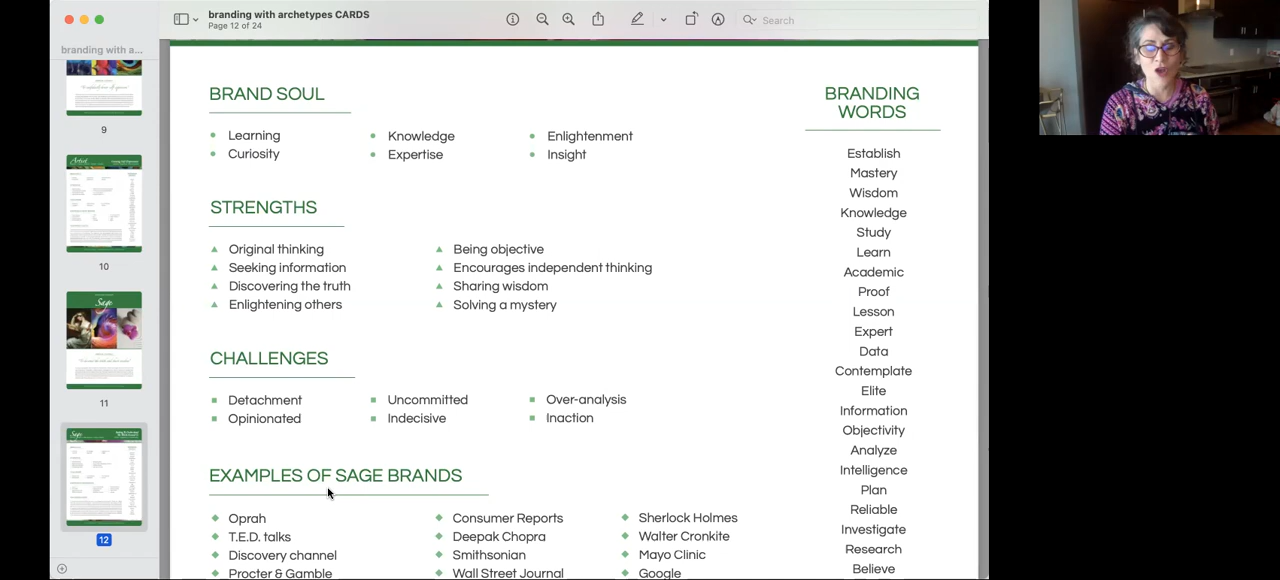 branding with archetypes CARDS
Page 12 of 24
Search
branding with a...
9
Artist
10
Sage
11
Sage
12
BRAND SOUL
Learning
Curiosity
Knowledge
Expertise
Enlightenment
Insight
STRENGTHS
Original thinking
Seeking information
Discovering the truth
Enlightening others
Being objective
Encourages independent thinking
Sharing wisdom
Solving a mystery
CHALLENGES
Detachment
Opinionated
Uncommitted
Indecisive
Over-analysis
Inaction
EXAMPLES OF SAGE BRANDS
Oprah
T.E.D. talks
Discovery channel
Procter & Gamble
Consumer Reports
Deepak Chopra
Smithsonian
Wall Street Journal
Sherlock Holmes
Walter Cronkite
Mayo Clinic
Google
BRANDING
WORDS
Establish
Mastery
Wisdom
Knowledge
Study
Learn
Academic
Proof
Lesson
Expert
Data
Contemplate
Elite
Information
Objectivity
Analyze
Intelligence
Plan
Reliable
Investigate
Research
Believe